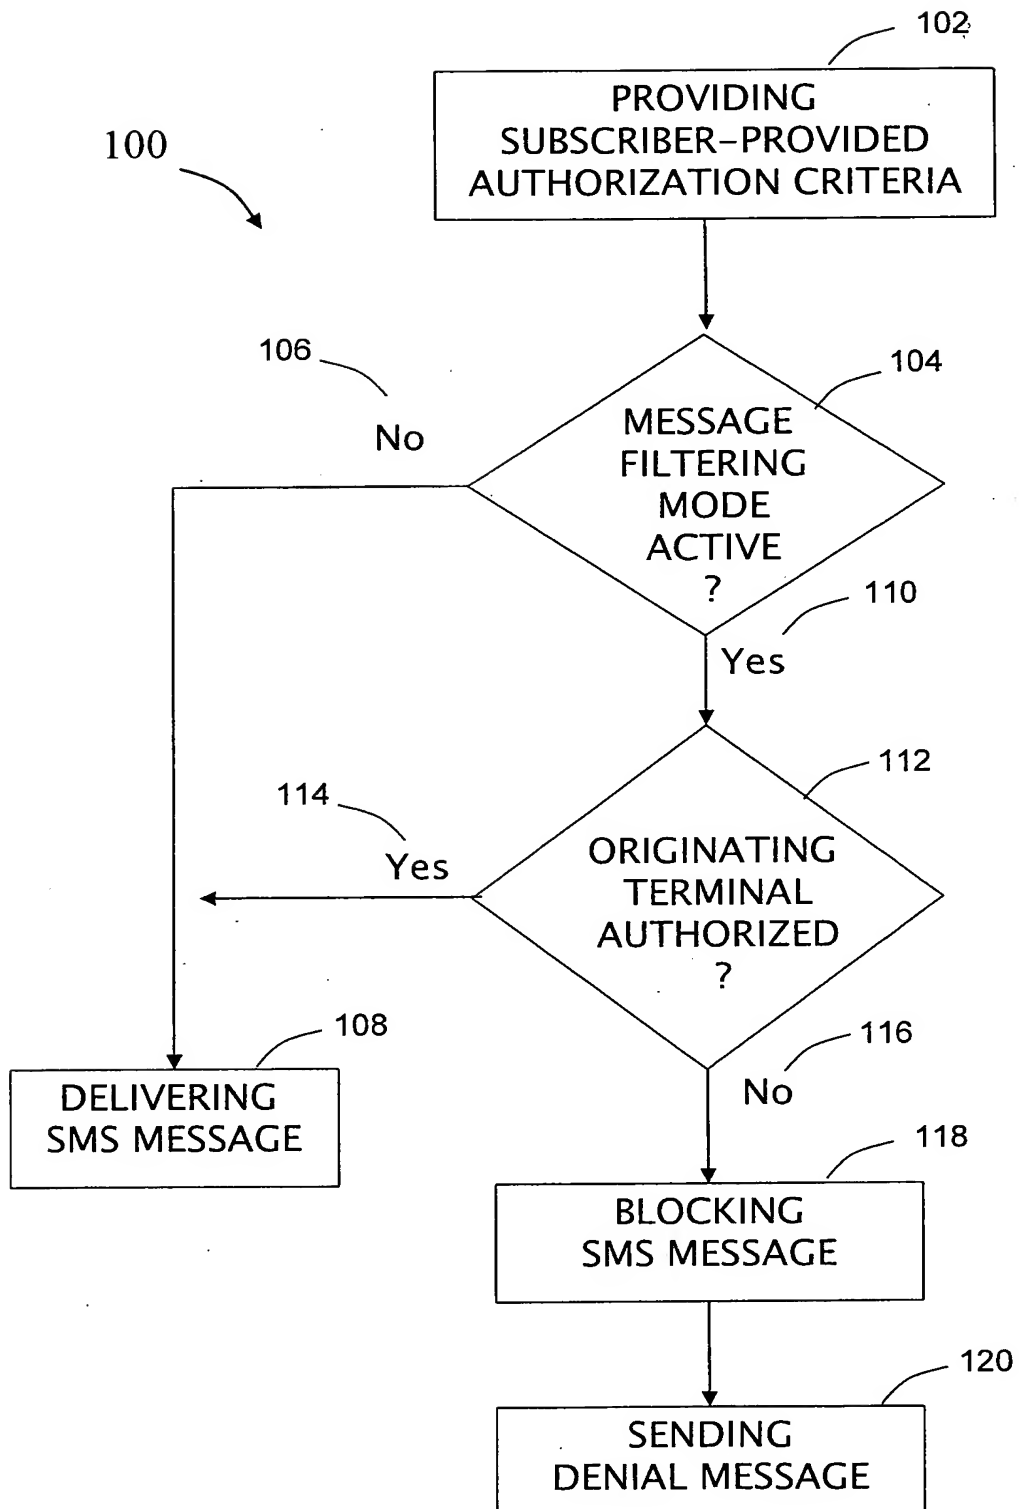 102
PROVIDING
SUBSCRIBER-PROVIDED
AUTHORIZATION CRITERIA
100
106
No
104
MESSAGE
FILTERING
MODE
ACTIVE
?
110
Yes
112
114
Yes
ORIGINATING
TERMINAL
AUTHORIZED
?
108
DELIVERING
SMS MESSAGE
116
No
118
BLOCKING
SMS MESSAGE
120
SENDING
DENIAL MESSAGE